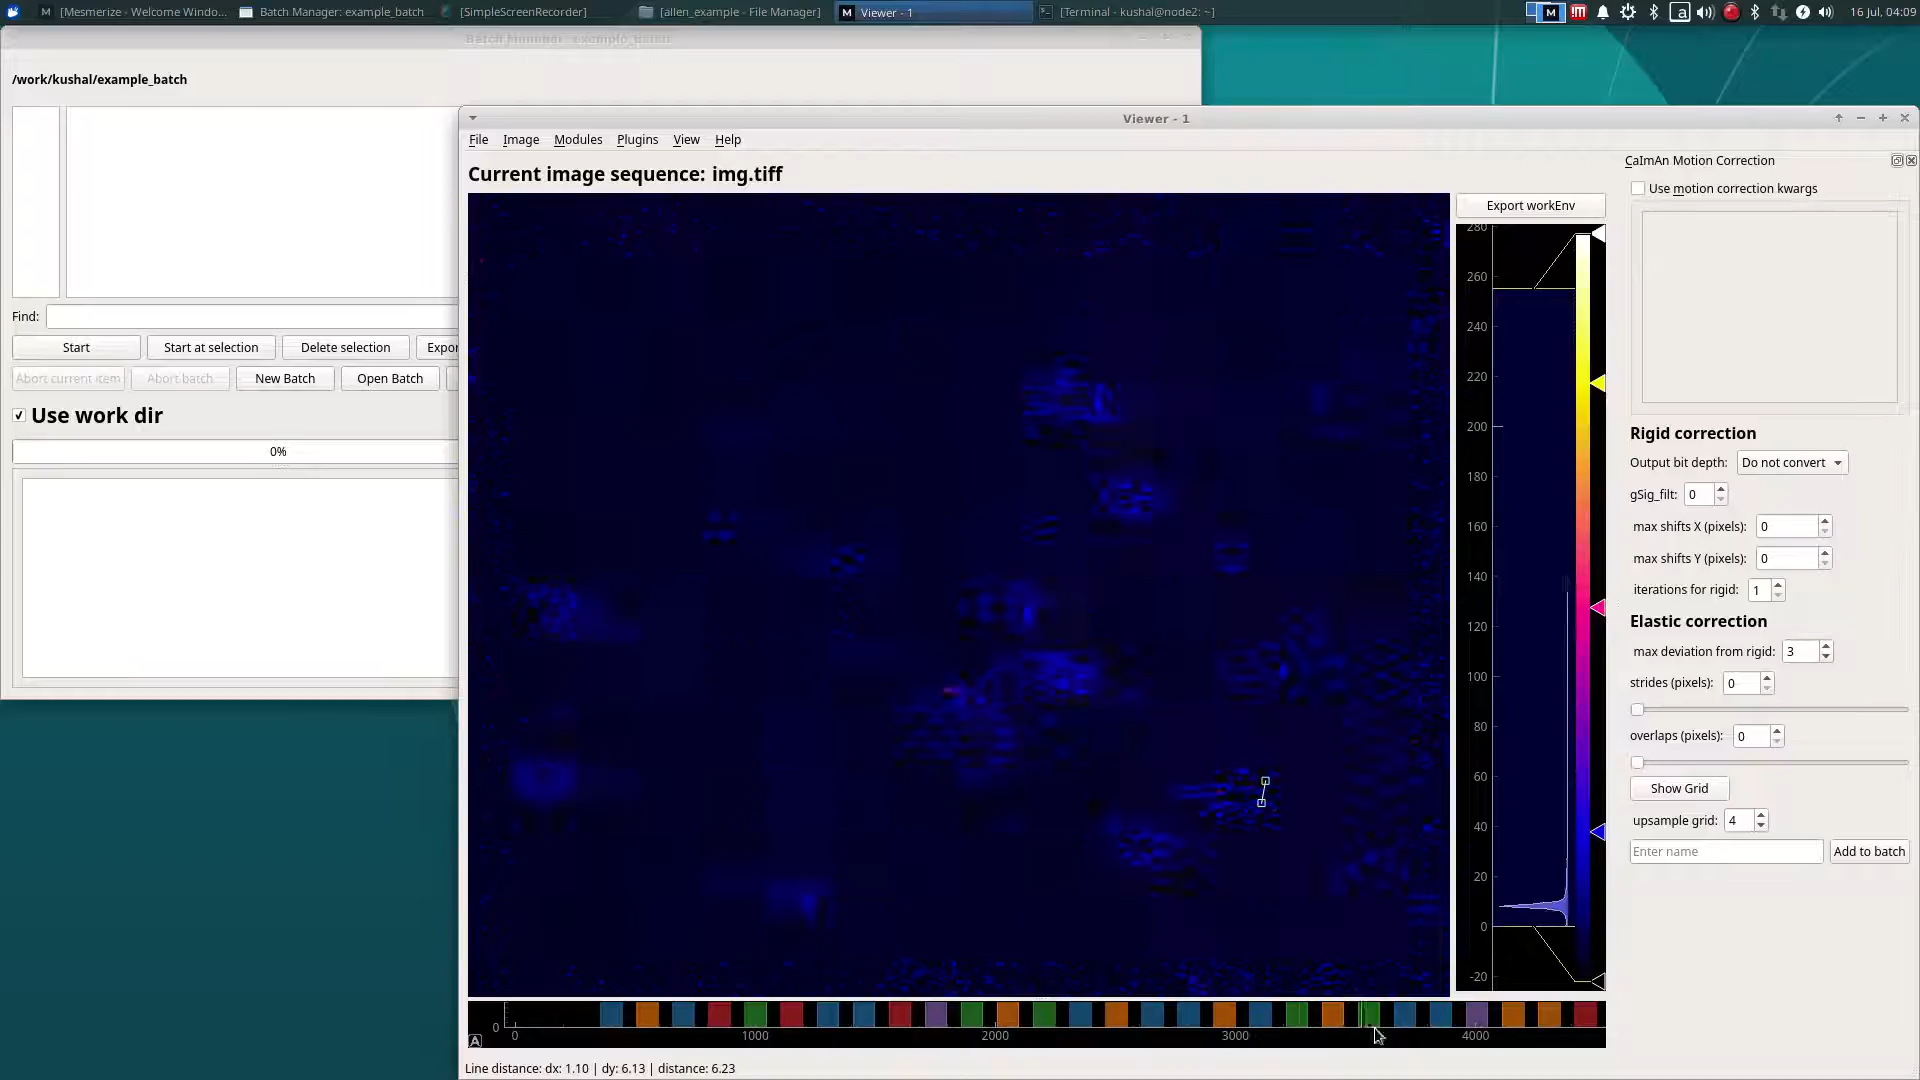 [Mesmerize - Welcome Windo... Batch Manager: example_batch [SimpleScreenRecorder] [allen_example - File Manager] Viewer - 1 [Terminal - kushal@node2: ~] 16 Jul, 04:09
Batch Manager: example_batch
/work/kushal/example_batch
Find:
Start Start at selection Delete selection Expor
Abort current item Abort batch New Batch Open Batch
Use work dir
0%
Viewer - 1
File Image Modules Plugins View Help
Current image sequence: img.tiff
Export workEnv
280
260
240
220
200
180
160
140
120
100
80
60
40
20
0
-20
0
0 1000 2000 3000 4000
A
Line distance: dx: 1.10 | dy: 6.13 | distance: 6.23
CaImAn Motion Correction
Use motion correction kwargs
Rigid correction
Output bit depth: Do not convert
gSig_filt: 0
max shifts X (pixels): 0
max shifts Y (pixels): 0
iterations for rigid: 1
Elastic correction
max deviation from rigid: 3
strides (pixels): 0
overlaps (pixels): 0
Show Grid
upsample grid: 4
Enter name Add to batch